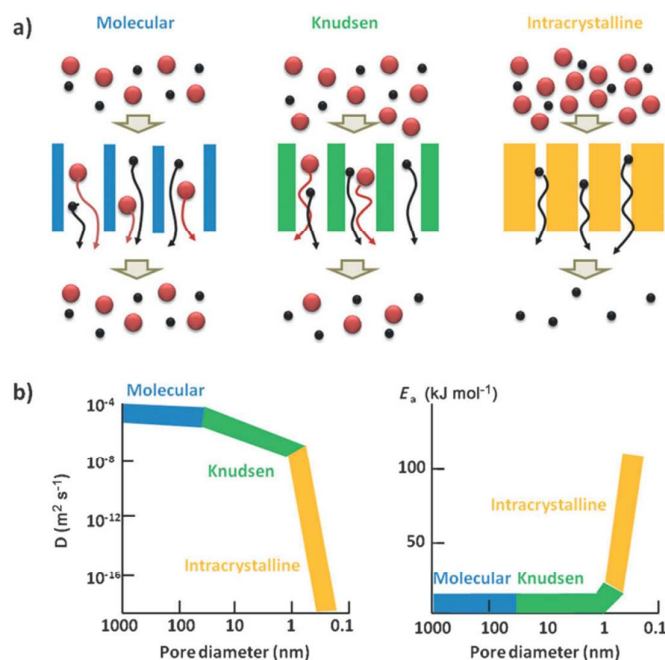 a)
Molecular
Knudsen
Intracrystalline
b)
Molecular
10⁻⁴
10⁻⁸
10⁻¹²
10⁻¹⁶
D (m² s⁻¹)
Knudsen
Intracrystalline
1000 100 10 1 0.1
Pore diameter (nm)
Eₐ (kJ mol⁻¹)
100
50
Intracrystalline
Molecular Knudsen
1000 100 10 1 0.1
Pore diameter (nm)